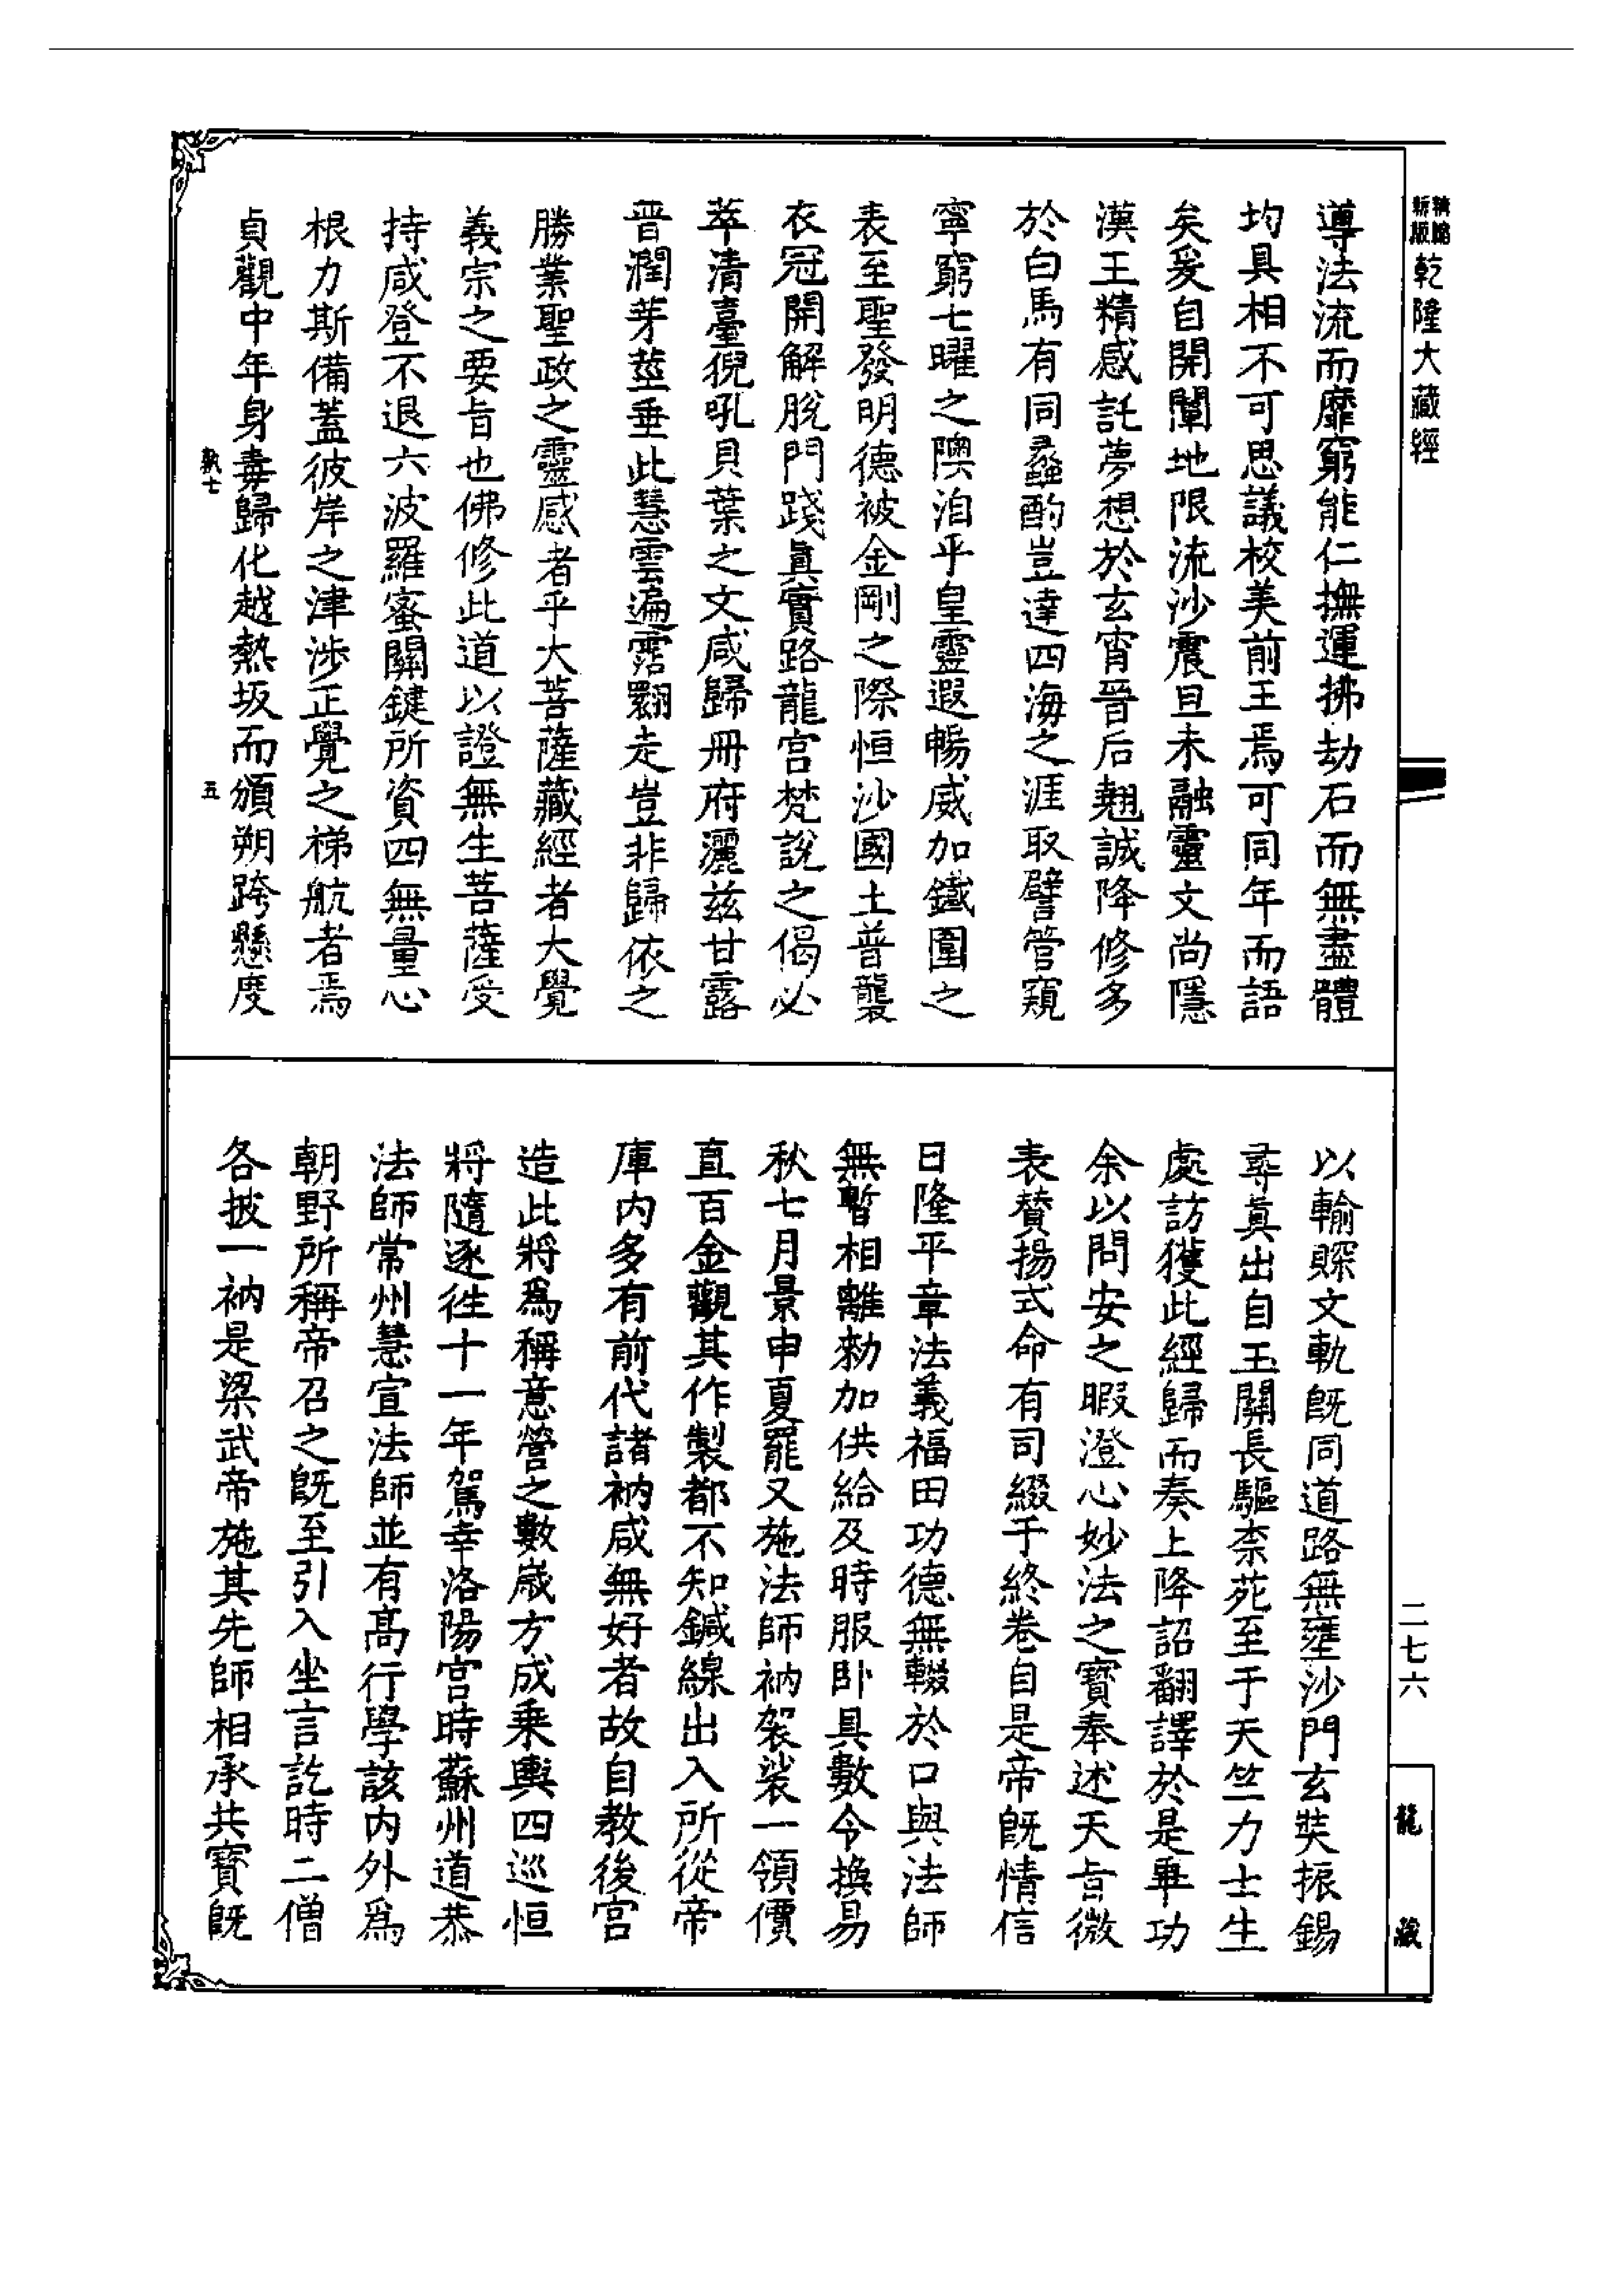 精縮新版乾隆大藏經
導法流而靡窮能仁撫運拂劫石而無盡體
均具相不可思議校美前王焉可同年而語
矣爰自開闡地限流沙震旦未融靈文尚隱
漢王精感託夢想於玄宵晉后翹誠降修多
於白馬有同蠡酌豈達四海之涯取譬管窺
寧窮七曜之隩洎乎皇靈遐暢威加鐵圍之
表至聖發明德被金剛之際恒沙國土普襲
衣冠開解脫門踐真實路龍宮梵說之偈必
萃清臺猊吼貝葉之文咸歸冊府灑茲甘露
普潤芽莖垂此慧雲遍霑翾走豈非歸依之
勝業聖政之靈感者乎大菩薩藏經者大覺
義宗之要旨也佛修此道以證無生菩薩受
持咸登不退六波羅蜜關鍵所資四無量心
根力斯備蓋彼岸之津涉正覺之梯航者焉
貞觀中年身毒歸化越熱坂而頒朔跨懸度
執七
五
以輸賝文軌既同道路無壅沙門玄奘振錫
尋真出自玉關長驅柰苑至于天竺力士生
處訪獲此經歸而奏上降詔翻譯於是畢功
余以問安之暇澄心妙法之寶奉述天旨微
表贊揚式命有司綴于終卷自是帝既情信
日隆平章法義福田功德無輟於口與法師
無暫相離勑加供給及時服卧具數令換易
秋七月景申夏罷又施法師衲袈裟一領價
直百金觀其作製都不知鍼線出入所從帝
庫内多有前代諸衲咸無好者故自教後宮
造此將爲稱意營之數嵗方成乗輿四巡恒
將隨逐徃十一年駕幸洛陽宮時蘇州道恭
法師常州慧宣法師並有高行學該内外爲
朝野所稱帝召之既至引入坐言訖時二僧
各披一衲是梁武帝施其先師相承共寶既
二七六
龍藏